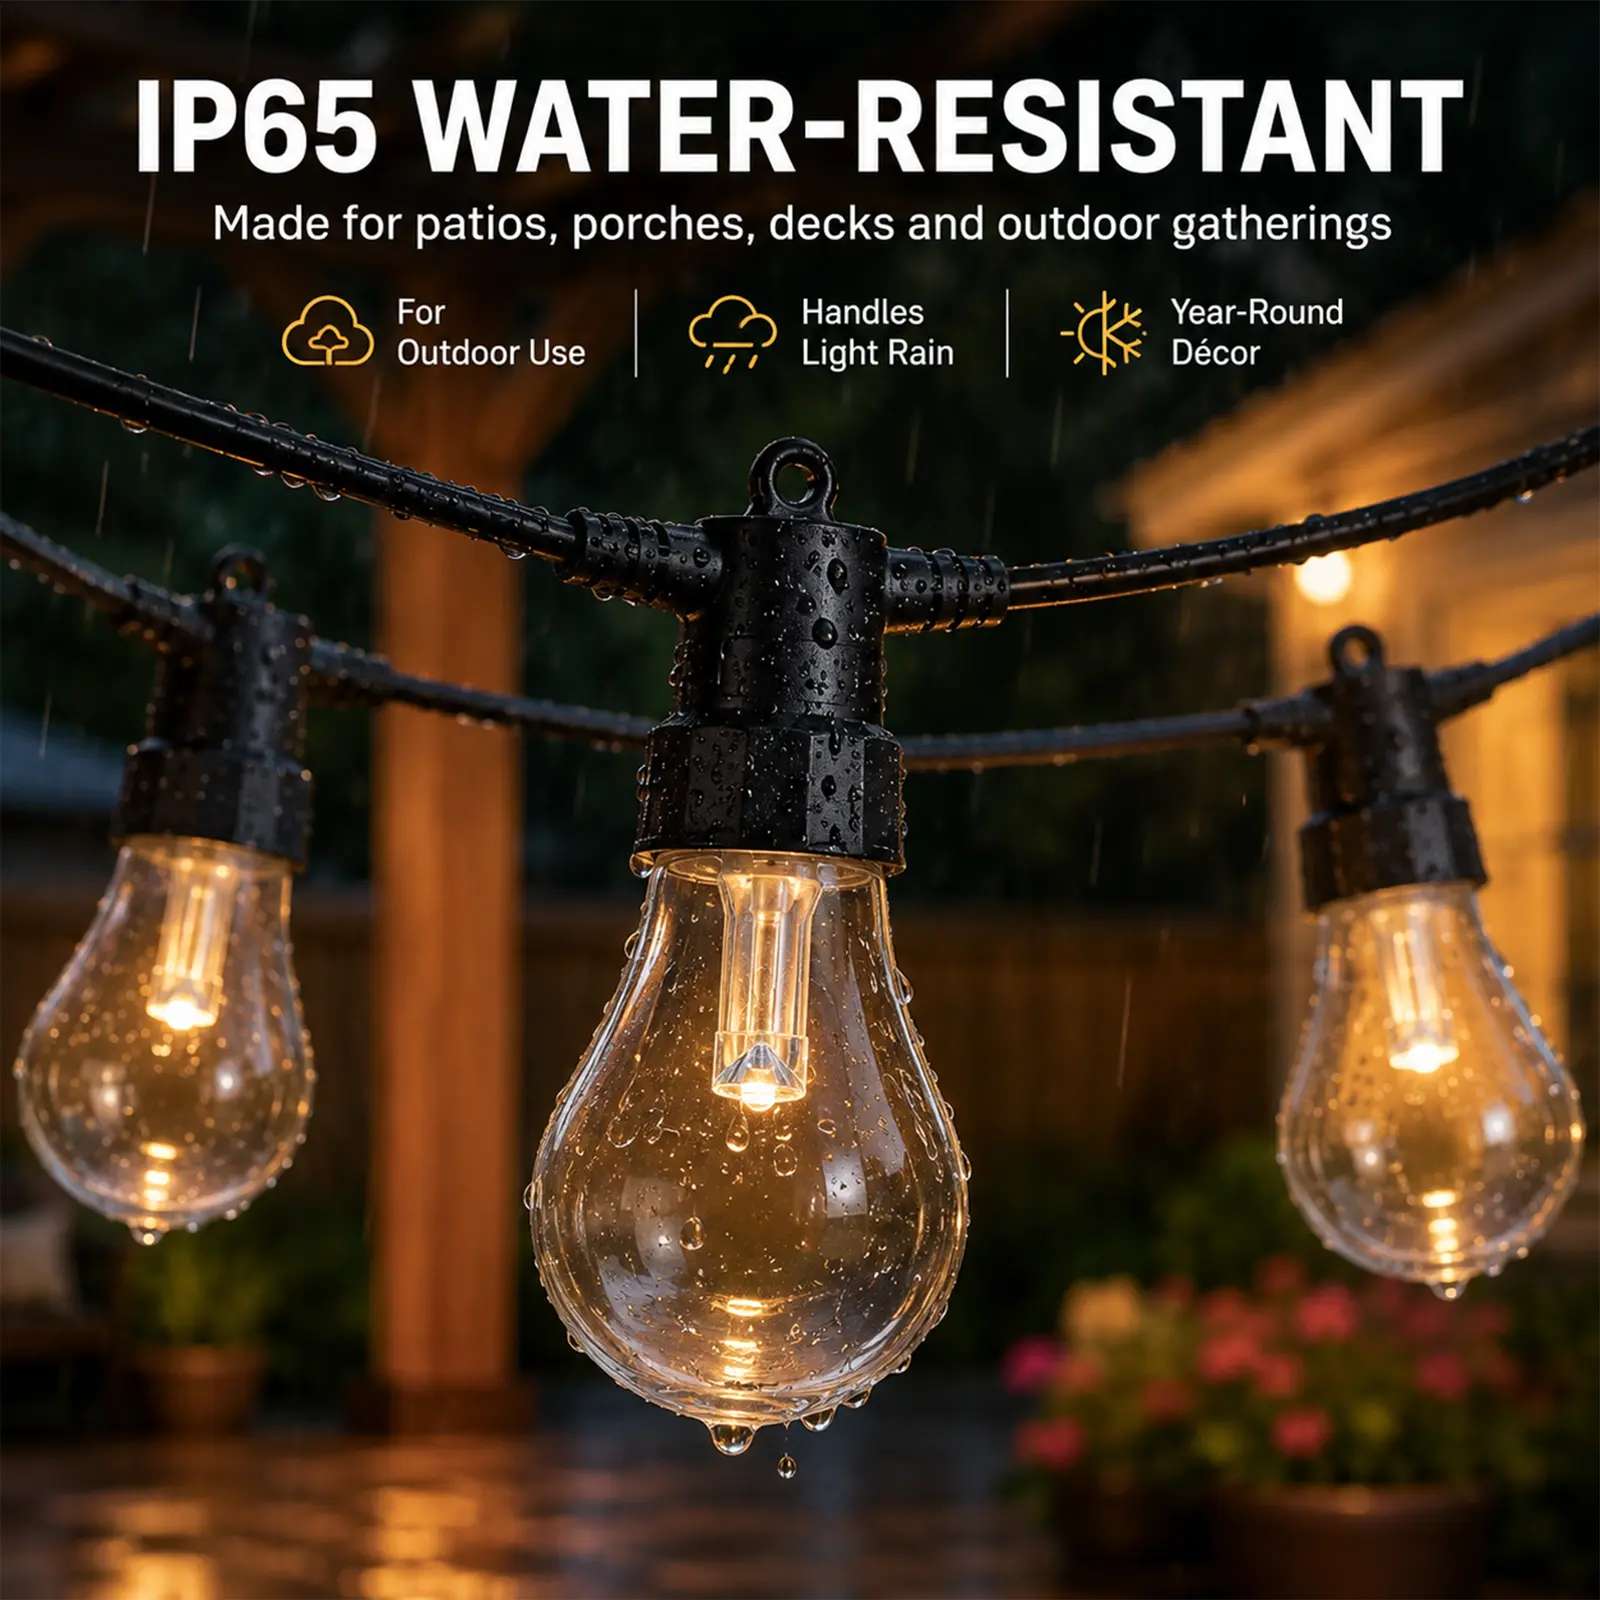 IP65 WATER-RESISTANT
Made for patios, porches, decks and outdoor gatherings
For
Outdoor Use
Handles
Light Rain
Year-Round
Décor